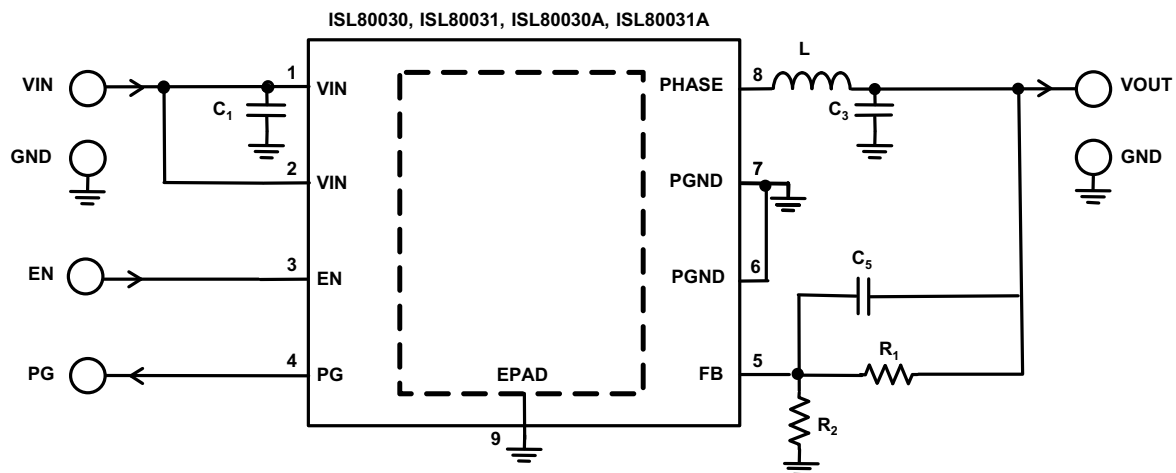 ISL80030, ISL80031, ISL80030A, ISL80031A
VIN
GND
EN
PG
C1
1
2
3
4
VIN
VIN
EN
PG
EPAD
9
PHASE
PGND
PGND
FB
8
7
6
5
L
C3
C5
R1
R2
VOUT
GND